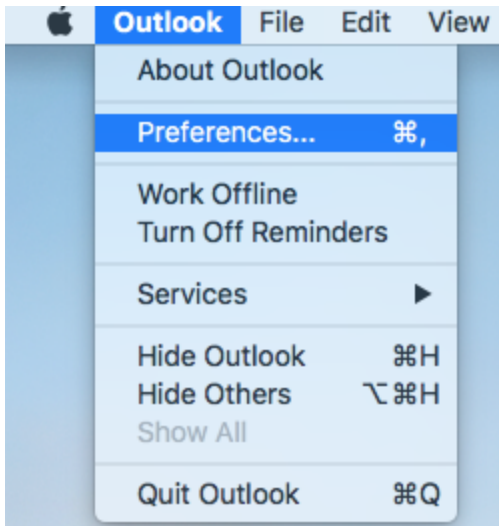 Outlook File Edit View
About Outlook
Preferences... ⌘,
Work Offline
Turn Off Reminders
Services ▶
Hide Outlook ⌘H
Hide Others ⌥⌘H
Show All
Quit Outlook ⌘Q